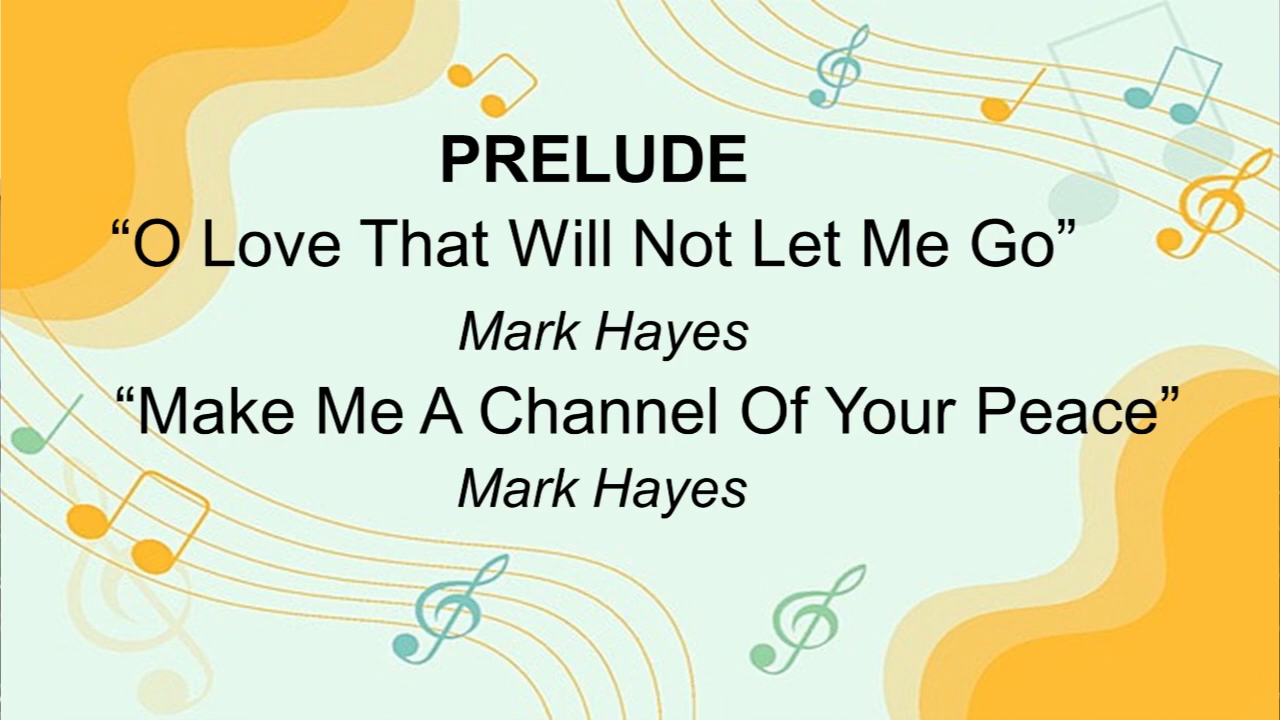 PRELUDE
“O Love That Will Not Let Me Go”
Mark Hayes
“Make Me A Channel Of Your Peace”
Mark Hayes